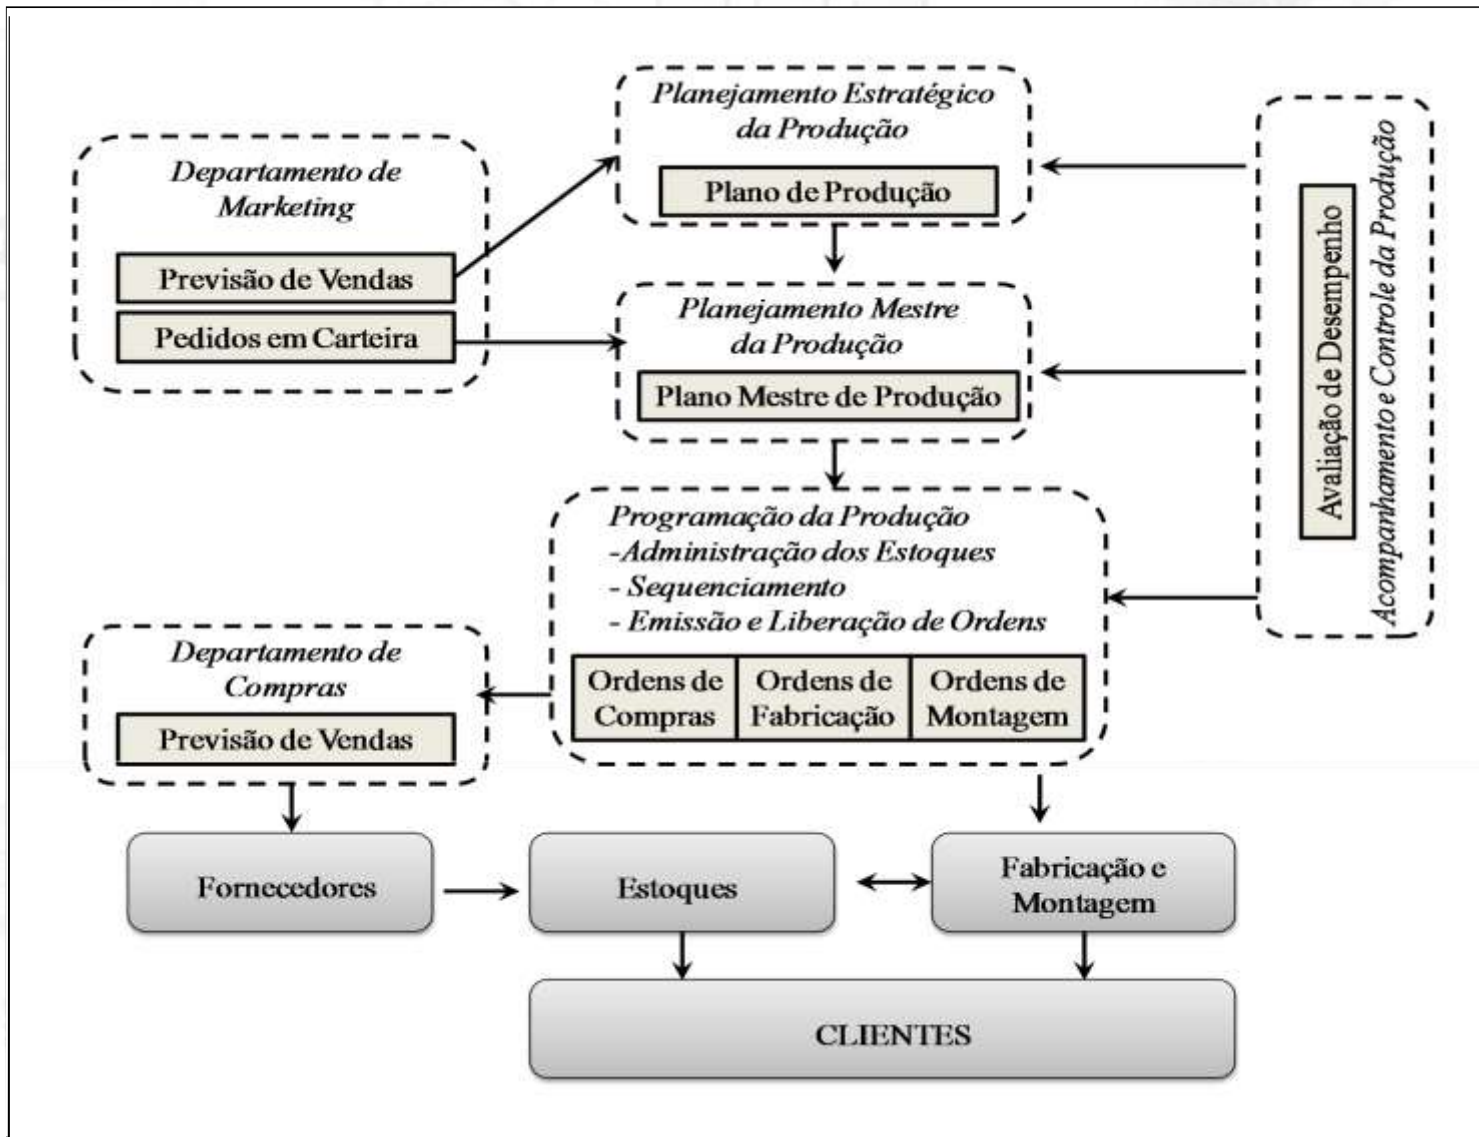 Planejamento Estratégico
da Produção
Plano de Produção
Departamento de
Marketing
Previsão de Vendas
Pedidos em Carteira
Planejamento Mestre
da Produção
Plano Mestre de Produção
Avaliação de Desempenho
Acompanhamento e Controle da Produção
Programação da Produção
-Administração dos Estoques
- Sequenciamento
- Emissão e Liberação de Ordens
Ordens de
Compras
Ordens de
Fabricação
Ordens de
Montagem
Departamento de
Compras
Previsão de Vendas
Fornecedores
Estoques
Fabricação e
Montagem
CLIENTES